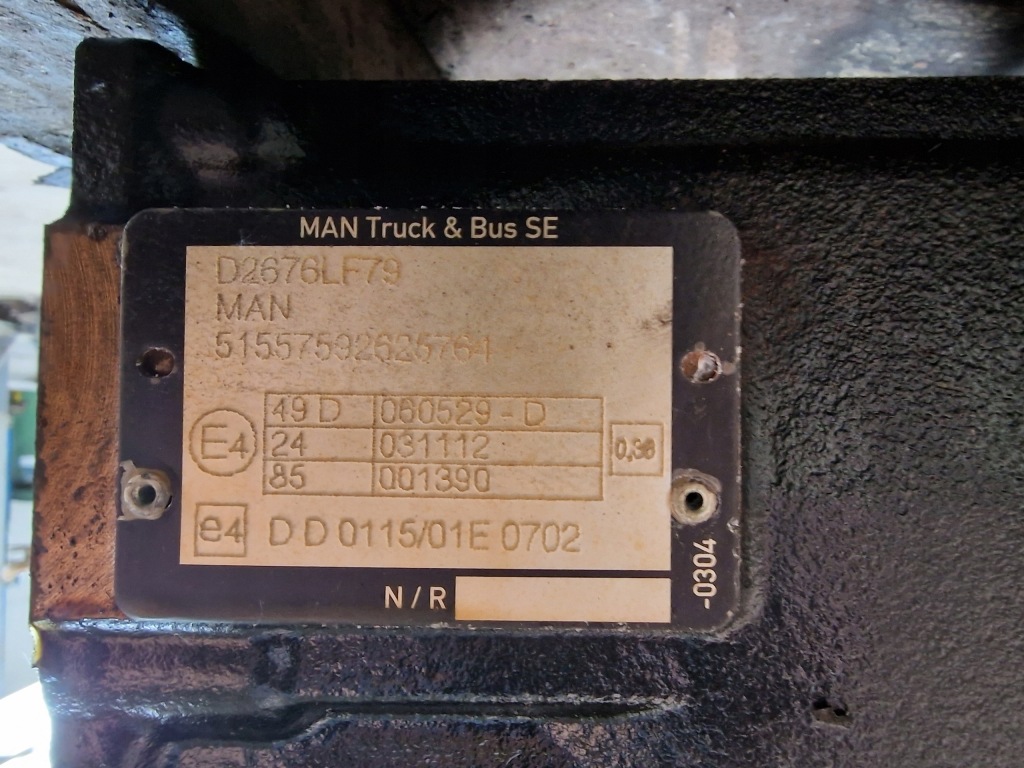 MAN Truck & Bus SE
D2676LF79
MAN
51557592625764
49 D 060529 - D
E4 24 031112 0,56
85 001390
e4 D D 0115/01E 0702
N / R
-0304